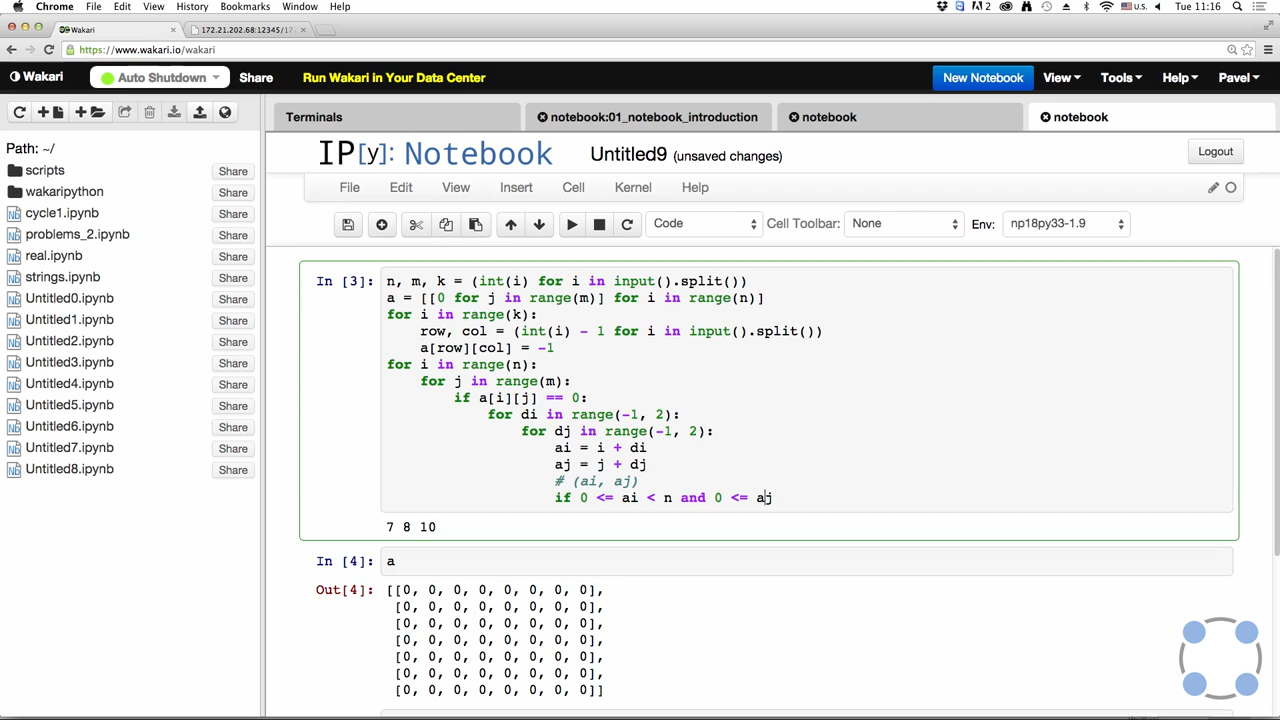 Chrome File Edit View History Bookmarks Window Help 2 U.S. Tue 11:16
Wakari 172.21.202.68:12345/17
https://www.wakari.io/wakari
Wakari Auto Shutdown Share Run Wakari in Your Data Center New Notebook View Tools Help Pavel
Terminals notebook:01_notebook_introduction notebook notebook
Path: ~/
scripts Share
wakaripython Share
cycle1.ipynb Share
problems_2.ipynb Share
real.ipynb Share
strings.ipynb Share
Untitled0.ipynb Share
Untitled1.ipynb Share
Untitled2.ipynb Share
Untitled3.ipynb Share
Untitled4.ipynb Share
Untitled5.ipynb Share
Untitled6.ipynb Share
Untitled7.ipynb Share
Untitled8.ipynb Share
IP[y]: Notebook Untitled9 (unsaved changes) Logout
File Edit View Insert Cell Kernel Help
Code Cell Toolbar: None Env: np18py33-1.9
In [3]: n, m, k = (int(i) for i in input().split())
a = [[0 for j in range(m)] for i in range(n)]
for i in range(k):
row, col = (int(i) - 1 for i in input().split())
a[row][col] = -1
for i in range(n):
for j in range(m):
if a[i][j] == 0:
for di in range(-1, 2):
for dj in range(-1, 2):
ai = i + di
aj = j + dj
# (ai, aj)
if 0 <= ai < n and 0 <= aj
7 8 10
In [4]: a
Out[4]: [[0, 0, 0, 0, 0, 0, 0, 0],
[0, 0, 0, 0, 0, 0, 0, 0],
[0, 0, 0, 0, 0, 0, 0, 0],
[0, 0, 0, 0, 0, 0, 0, 0],
[0, 0, 0, 0, 0, 0, 0, 0],
[0, 0, 0, 0, 0, 0, 0, 0],
[0, 0, 0, 0, 0, 0, 0, 0]]